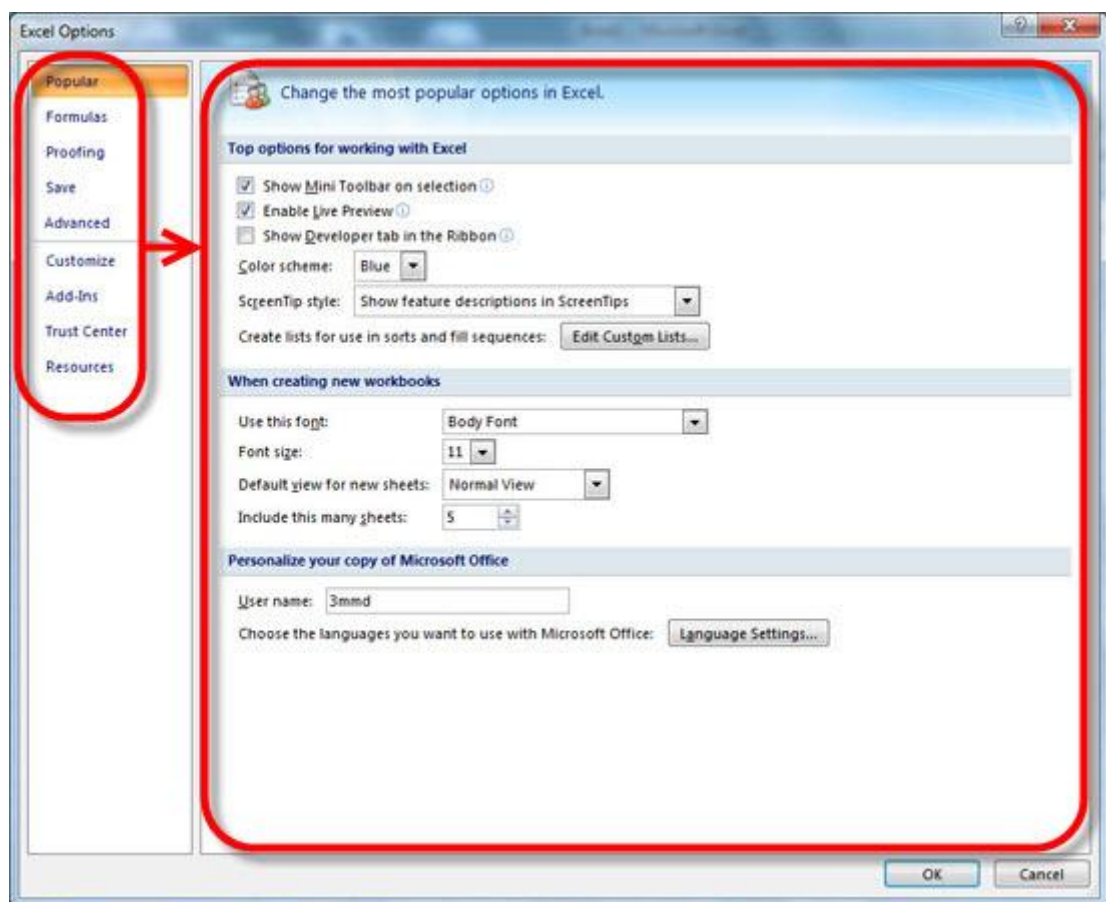 Excel Options
Popular
Formulas
Proofing
Save
Advanced
Customize
Add-Ins
Trust Center
Resources
Change the most popular options in Excel.
Top options for working with Excel
Show Mini Toolbar on selection
Enable Live Preview
Show Developer tab in the Ribbon
Color scheme: Blue
ScreenTip style: Show feature descriptions in ScreenTips
Create lists for use in sorts and fill sequences: Edit Custom Lists...
When creating new workbooks
Use this font: Body Font
Font size: 11
Default view for new sheets: Normal View
Include this many sheets: 5
Personalize your copy of Microsoft Office
User name: 3mmd
Choose the languages you want to use with Microsoft Office: Language Settings...
OK Cancel